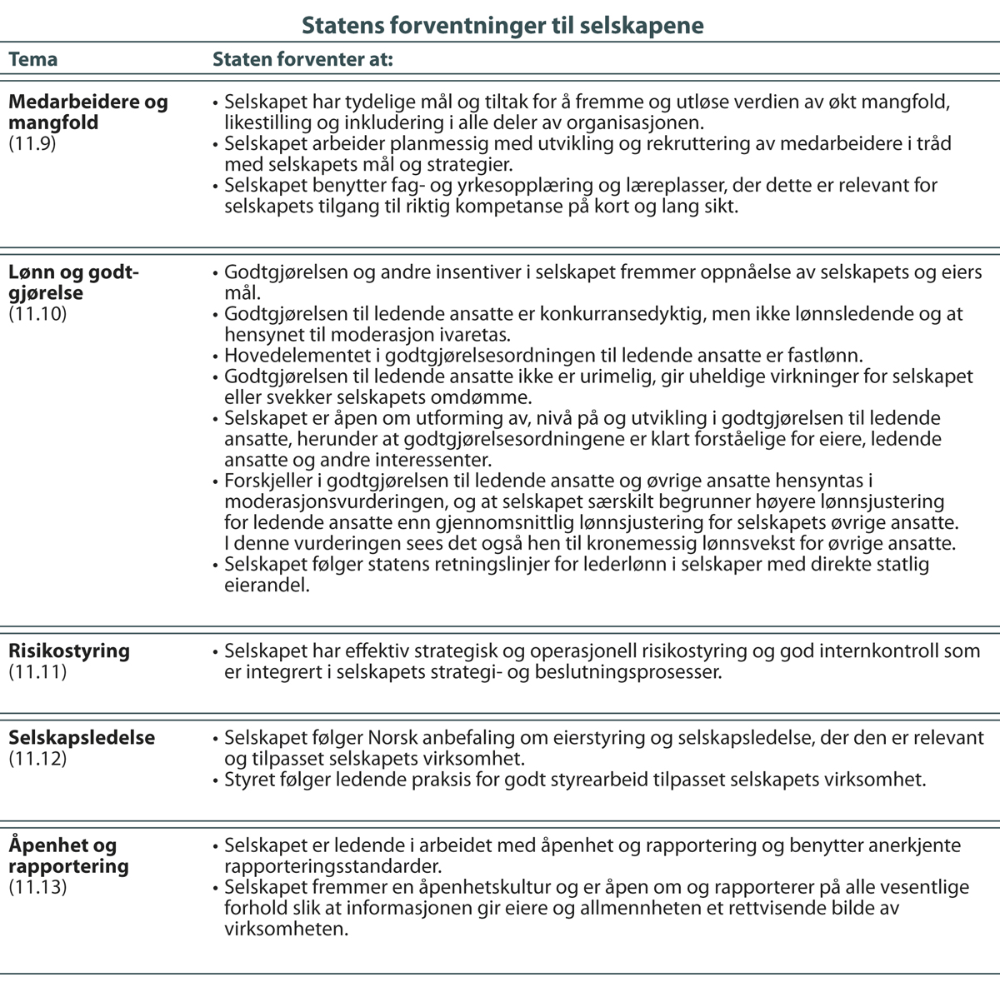 Statens forventninger til selskapene
Tema Staten forventer at:
Medarbeidere og
mangfold
(11.9)
• Selskapet har tydelige mål og tiltak for å fremme og utløse verdien av økt mangfold,
likestilling og inkludering i alle deler av organisasjonen.
• Selskapet arbeider planmessig med utvikling og rekruttering av medarbeidere i tråd
med selskapets mål og strategier.
• Selskapet benytter fag- og yrkesopplæring og læreplasser, der dette er relevant for
selskapets tilgang til riktig kompetanse på kort og lang sikt.
Lønn og godt-
gjørelse
(11.10)
• Godtgjørelsen og andre insentiver i selskapet fremmer oppnåelse av selskapets og eiers
mål.
• Godtgjørelsen til ledende ansatte er konkurransedyktig, men ikke lønnsledende og at
hensynet til moderasjon ivaretas.
• Hovedelementet i godtgjørelsesordningen til ledende ansatte er fastlønn.
• Godtgjørelsen til ledende ansatte ikke er urimelig, gir uheldige virkninger for selskapet
eller svekker selskapets omdømme.
• Selskapet er åpen om utforming av, nivå på og utvikling i godtgjørelsen til ledende
ansatte, herunder at godtgjørelsesordningene er klart forståelige for eiere, ledende
ansatte og andre interessenter.
• Forskjeller i godtgjørelsen til ledende ansatte og øvrige ansatte hensyntas i
moderasjonsvurderingen, og at selskapet særskilt begrunner høyere lønnsjustering
for ledende ansatte enn gjennomsnittlig lønnsjustering for selskapets øvrige ansatte.
I denne vurderingen sees det også hen til kronemessig lønnsvekst for øvrige ansatte.
• Selskapet følger statens retningslinjer for lederlønn i selskaper med direkte statlig
eierandel.
Risikostyring
(11.11)
• Selskapet har effektiv strategisk og operasjonell risikostyring og god internkontroll som
er integrert i selskapets strategi- og beslutningsprosesser.
Selskapsledelse
(11.12)
• Selskapet følger Norsk anbefaling om eierstyring og selskapsledelse, der den er relevant
og tilpasset selskapets virksomhet.
• Styret følger ledende praksis for godt styrearbeid tilpasset selskapets virksomhet.
Åpenhet og
rapportering
(11.13)
• Selskapet er ledende i arbeidet med åpenhet og rapportering og benytter anerkjente
rapporteringsstandarder.
• Selskapet fremmer en åpenhetskultur og er åpen om og rapporterer på alle vesentlige
forhold slik at informasjonen gir eiere og allmennheten et rettvisende bilde av
virksomheten.